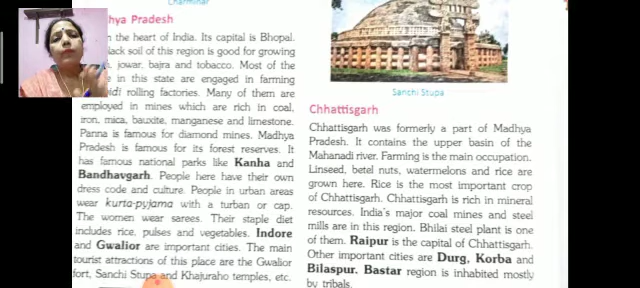 Charminar
dhya Pradesh
n the heart of India. Its capital is Bhopal.
lack soil of this region is good for growing
jowar, bajra and tobacco. Most of the
in this state are engaged in farming
rolling factories. Many of them are
employed in mines which are rich in coal,
iron, mica, bauxite, manganese and limestone.
Panna is famous for diamond mines. Madhya
Pradesh is famous for its forest reserves. It
has famous national parks like Kanha and
Bandhavgarh. People here have their own
dress code and culture. People in urban areas
wear kurta-pyjama with a turban or cap.
The women wear sarees. Their staple diet
includes rice, pulses and vegetables. Indore
and Gwalior are important cities. The main
tourist attractions of this place are the Gwalior
fort, Sanchi Stupa and Khajuraho temples, etc.
Sanchi Stupa
Chhattisgarh
Chhattisgarh was formerly a part of Madhya
Pradesh. It contains the upper basin of the
Mahanadi river. Farming is the main occupation.
Linseed, betel nuts, watermelons and rice are
grown here. Rice is the most important crop
of Chhattisgarh. Chhattisgarh is rich in mineral
resources. India's major coal mines and steel
mills are in this region. Bhilai steel plant is one
of them. Raipur is the capital of Chhattisgarh.
Other important cities are Durg, Korba and
Bilaspur. Bastar region is inhabited mostly
by tribals.